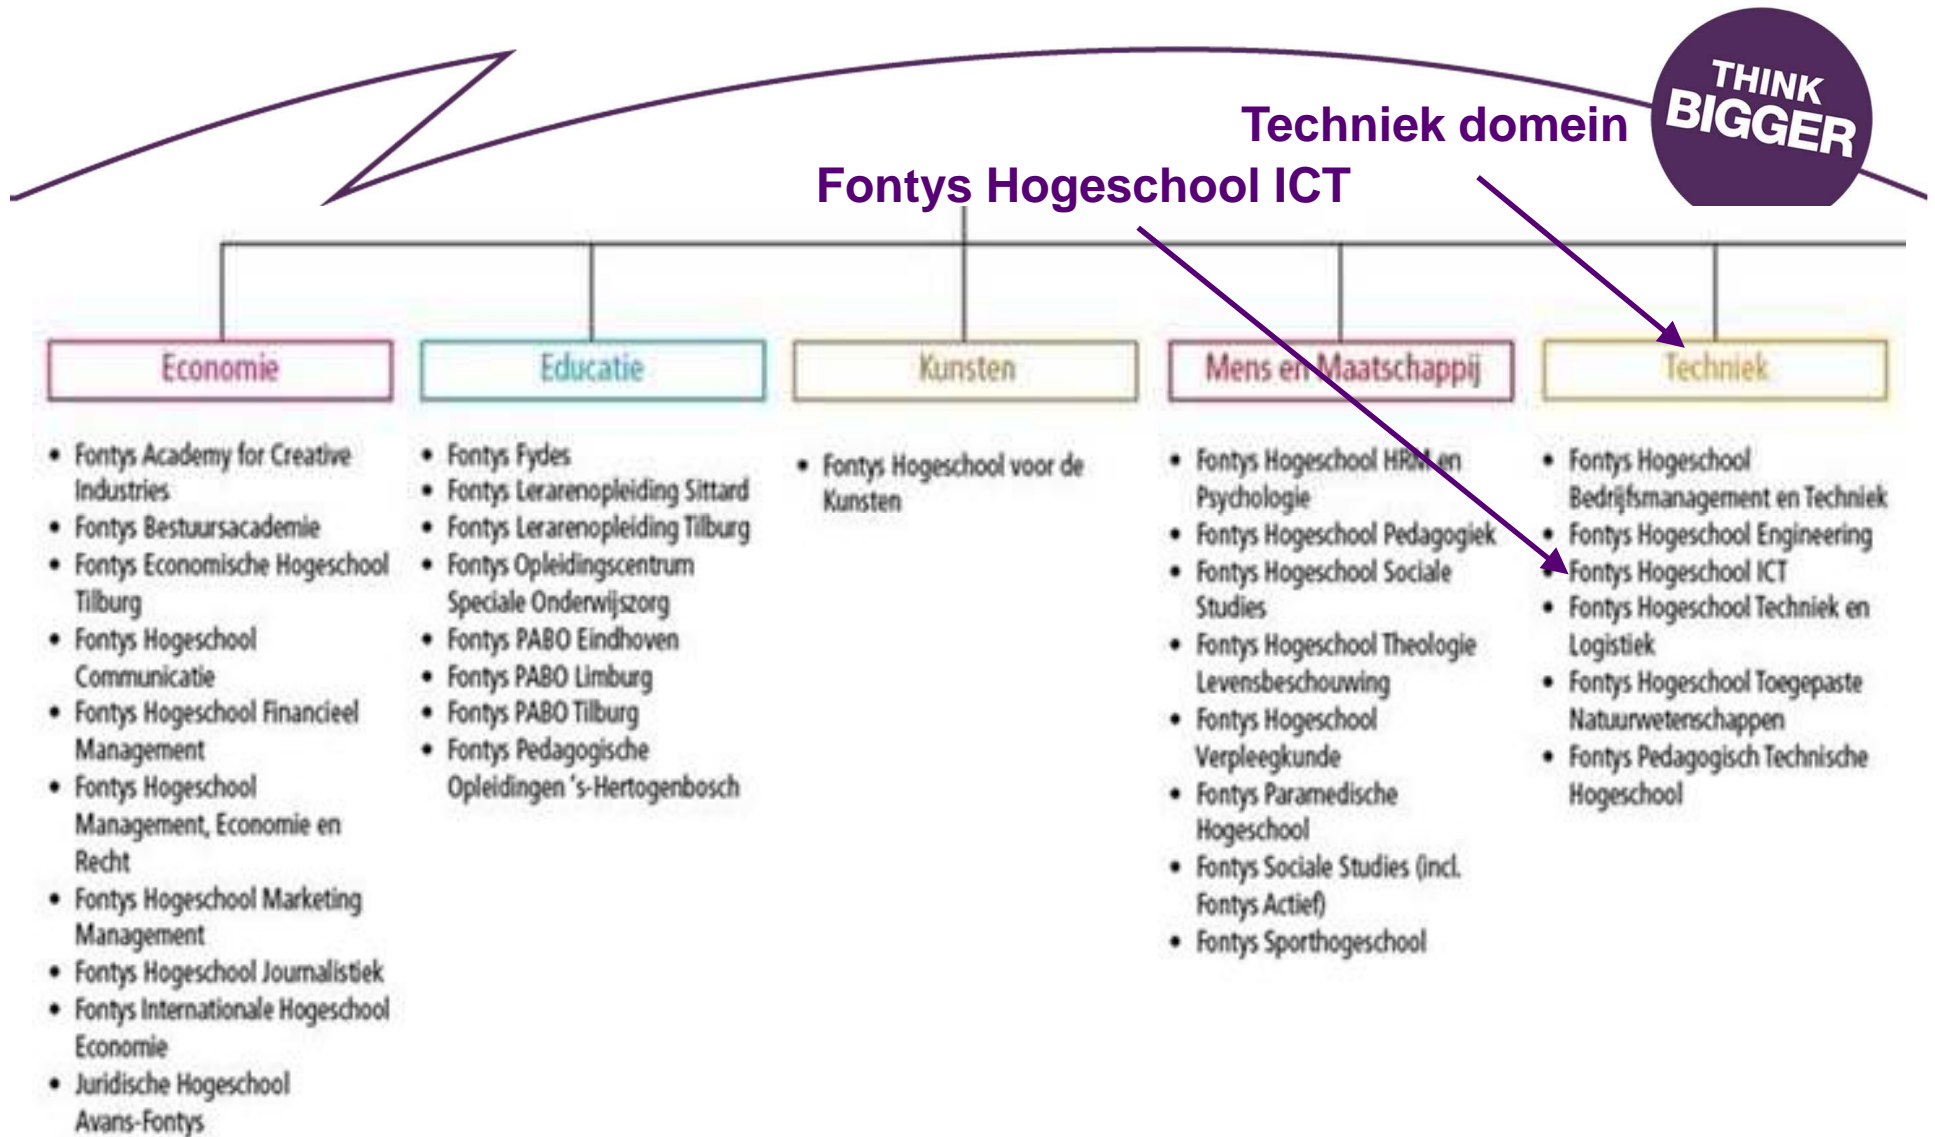 THINK
BIGGER
Techniek domein
Fontys Hogeschool ICT
Economie
• Fontys Academy for Creative
Industries
• Fontys Bestuursacademie
• Fontys Economische Hogeschool
Tilburg
• Fontys Hogeschool
Communicatie
• Fontys Hogeschool Financieel
Management
• Fontys Hogeschool
Management, Economie en
Recht
• Fontys Hogeschool Marketing
Management
• Fontys Hogeschool Journalistiek
• Fontys Internationale Hogeschool
Economie
• Juridische Hogeschool
Avans-Fontys
Educatie
• Fontys Fydes
• Fontys Lerarenopleiding Sittard
• Fontys Lerarenopleiding Tilburg
• Fontys Opleidingscentrum
Speciale Onderwijszorg
• Fontys PABO Eindhoven
• Fontys PABO Limburg
• Fontys PABO Tilburg
• Fontys Pedagogische
Opleidingen 's-Hertogenbosch
Kunsten
• Fontys Hogeschool voor de
Kunsten
Mens en Maatschappij
• Fontys Hogeschool HRM en
Psychologie
• Fontys Hogeschool Pedagogiek
• Fontys Hogeschool Sociale
Studies
• Fontys Hogeschool Theologie
Levensbeschouwing
• Fontys Hogeschool
Verpleegkunde
• Fontys Paramedische
Hogeschool
• Fontys Sociale Studies (incl.
Fontys Actief)
• Fontys Sporthogeschool
Techniek
• Fontys Hogeschool
Bedrijfsmanagement en Techniek
• Fontys Hogeschool Engineering
• Fontys Hogeschool ICT
• Fontys Hogeschool Techniek en
Logistiek
• Fontys Hogeschool Toegepaste
Natuurwetenschappen
• Fontys Pedagogisch Technische
Hogeschool